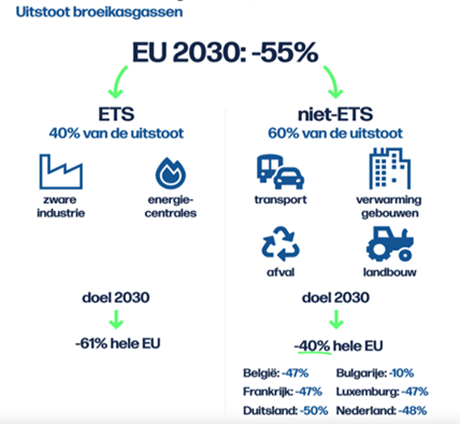 Uitstoot broeikasgassen
EU 2030: -55%
ETS
40% van de uitstoot
zware
industrie
energie-
centrales
doel 2030
-61% hele EU
niet-ETS
60% van de uitstoot
transport
verwarming
gebouwen
afval
landbouw
doel 2030
-40% hele EU
België: -47%
Bulgarije: -10%
Frankrijk: -47%
Luxemburg: -47%
Duitsland: -50%
Nederland: -48%